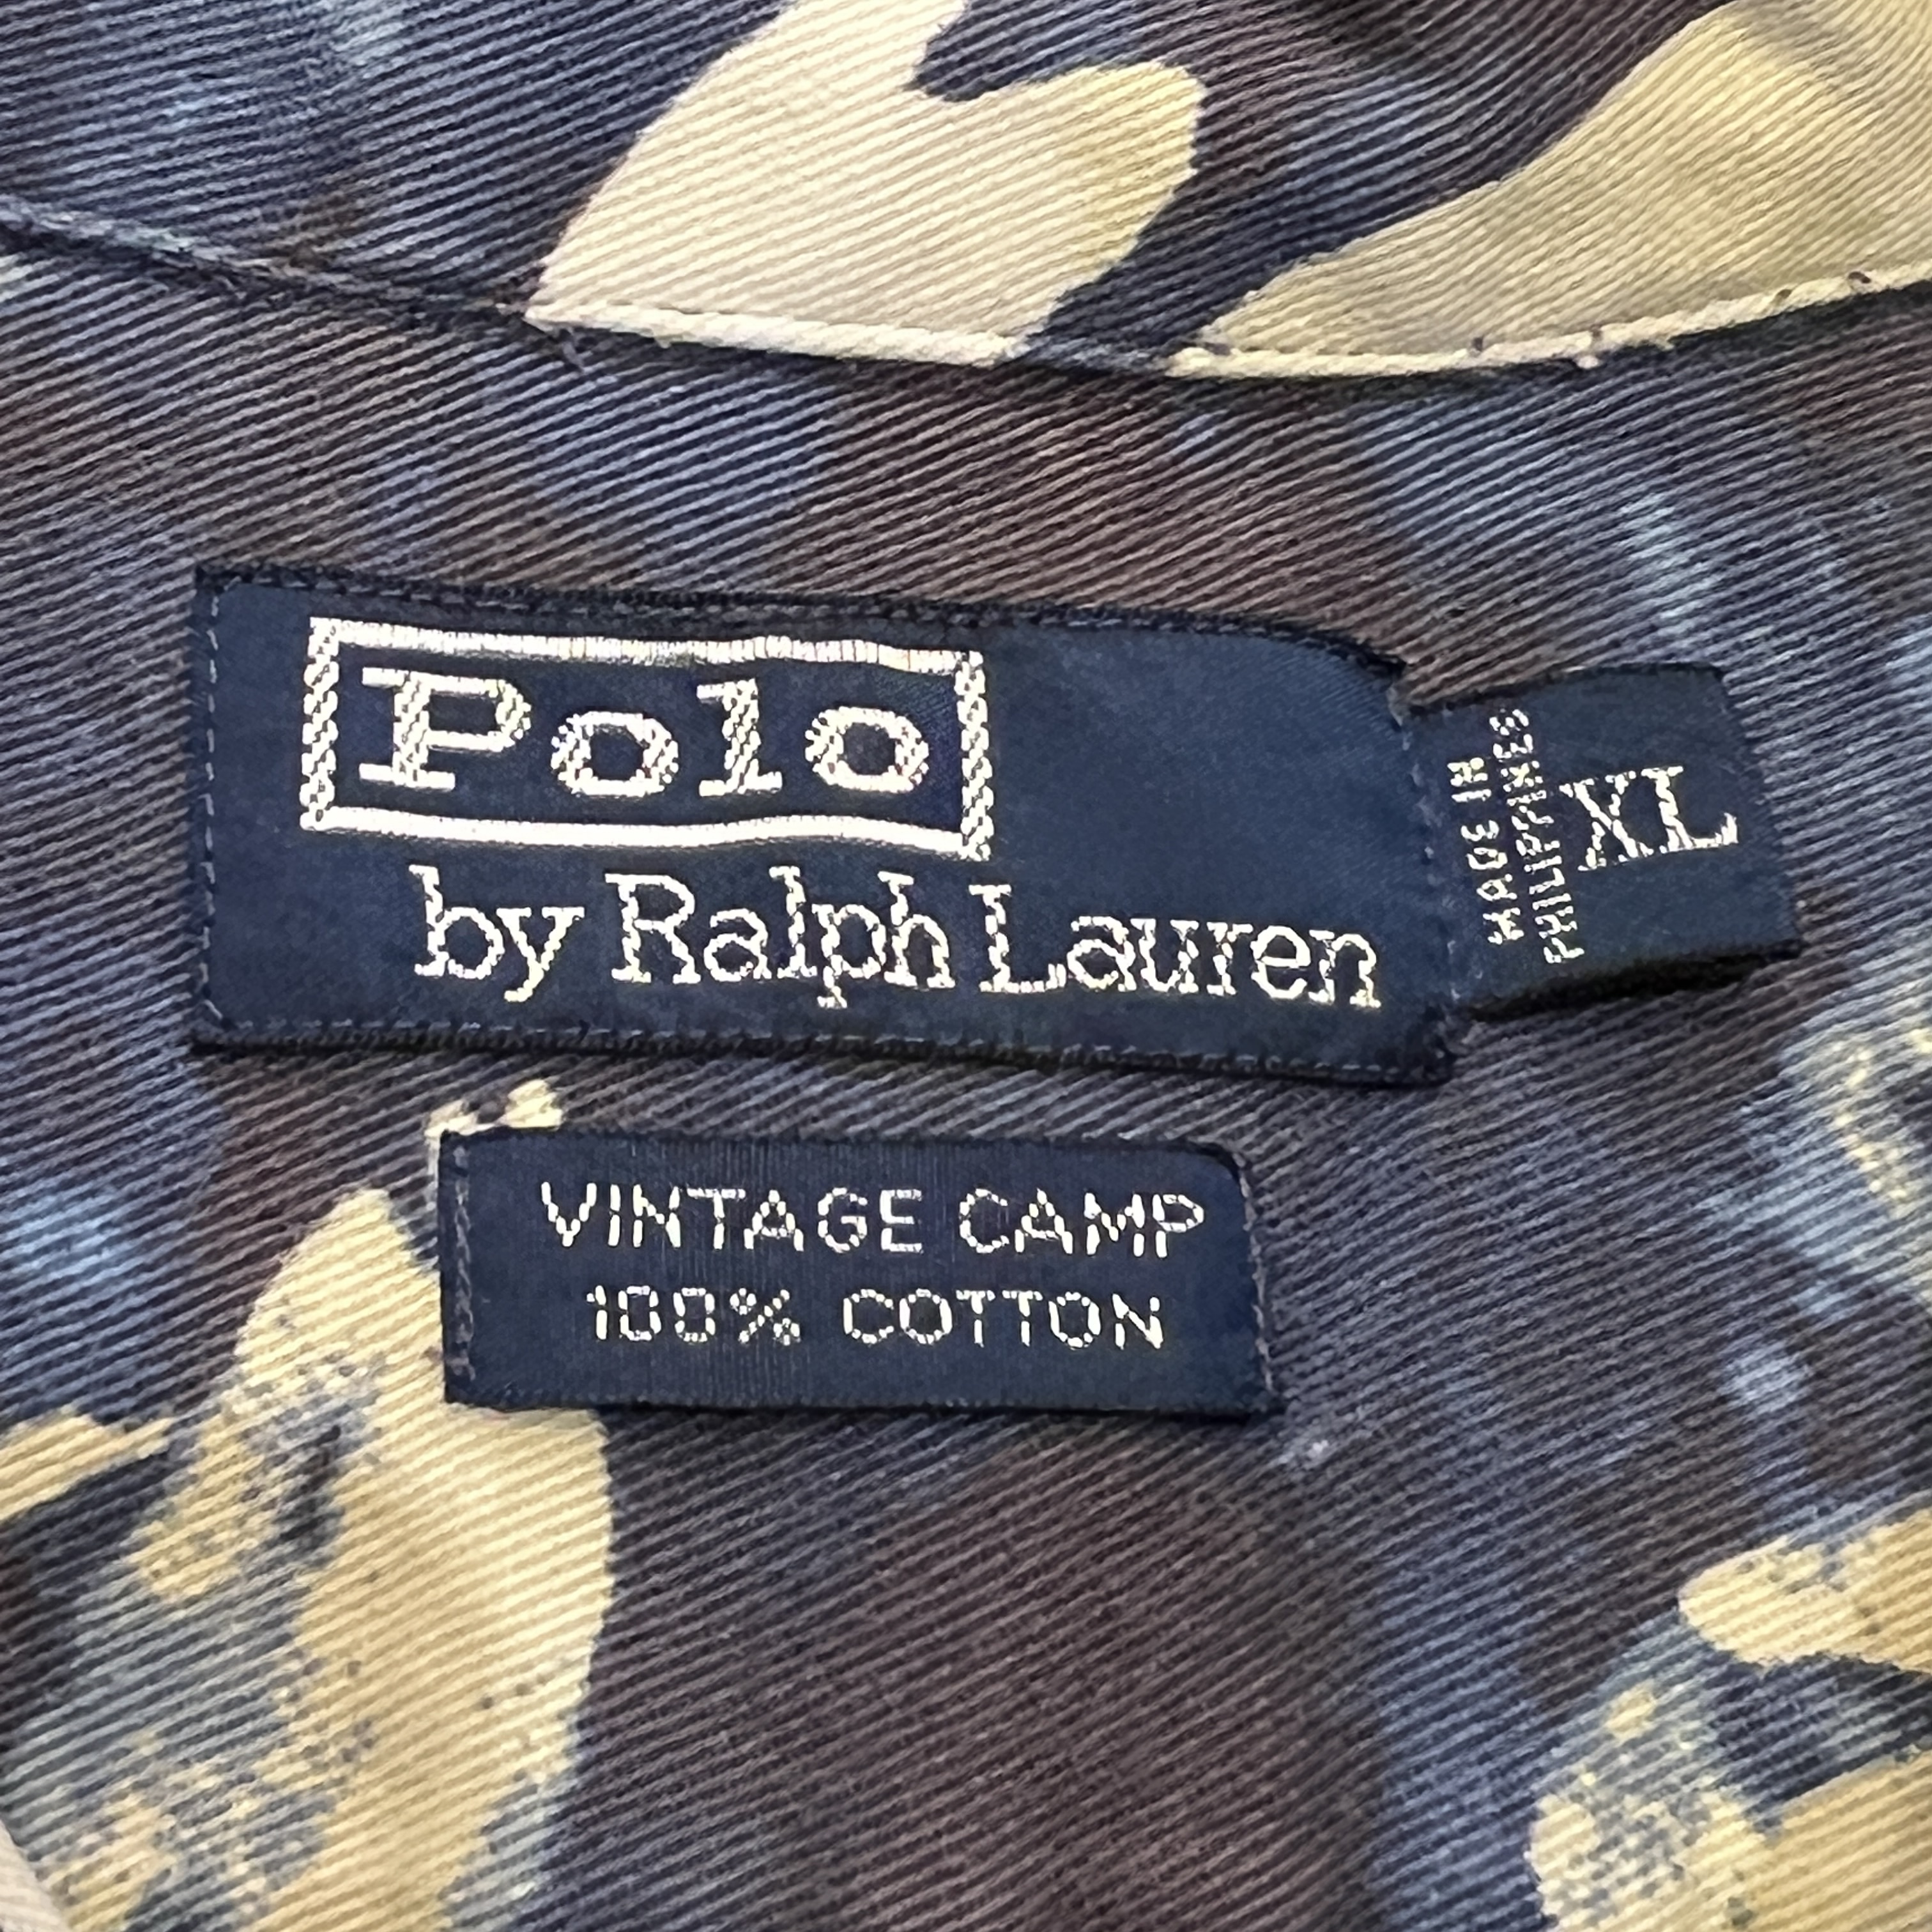 Polo
by Ralph Lauren
MADE IN
PHILIPPINES
XL
VINTAGE CAMP
100% COTTON